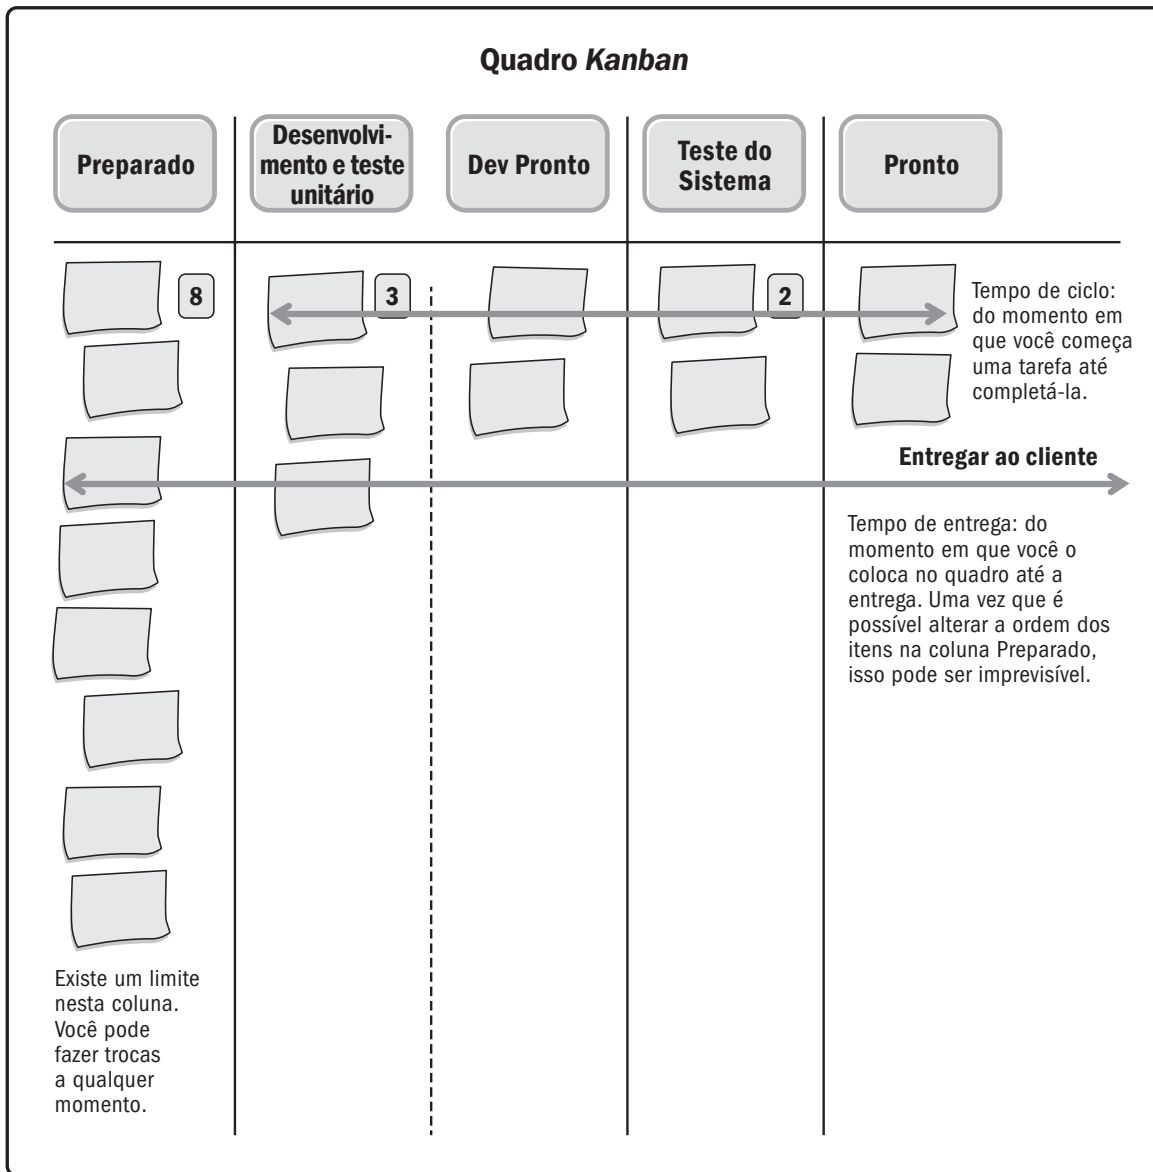 Quadro Kanban
Preparado
Desenvolvi-
mento e teste
unitário
Dev Pronto
Teste do
Sistema
Pronto
8
3
2
Tempo de ciclo:
do momento em
que você começa
uma tarefa até
completá-la.
Entregar ao cliente
Tempo de entrega: do
momento em que você o
coloca no quadro até a
entrega. Uma vez que é
possível alterar a ordem dos
itens na coluna Preparado,
isso pode ser imprevisível.
Existe um limite
nesta coluna.
Você pode
fazer trocas
a qualquer
momento.